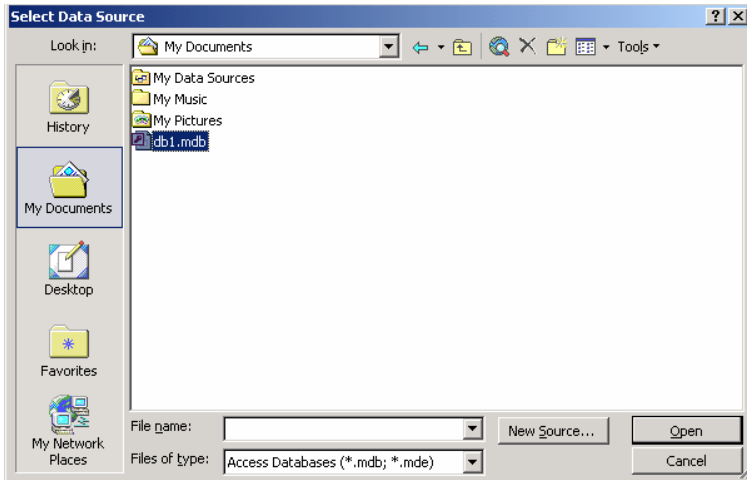 Select Data Source
Look in:
My Documents
Tools
My Data Sources
My Music
My Pictures
db1.mdb
History
My Documents
Desktop
Favorites
My Network
Places
File name:
New Source...
Open
Files of type:
Access Databases (*.mdb; *.mde)
Cancel